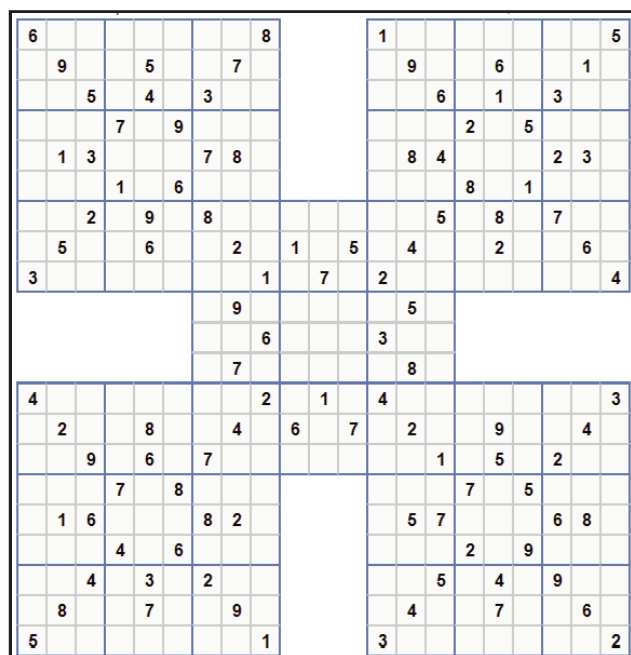 6 8 1 5
9 5 7 9 6 1
5 4 3 6 1 3
7 9 2 5
1 3 7 8 8 4 2 3
1 6 8 1
2 9 8 5 8 7
5 6 2 1 5 4 2 6
3 1 7 2 4
9 5
6 3
7 8
4 2 1 4 3
2 8 4 6 7 2 9 4
9 6 7 1 5 2
7 8 7 5
1 6 8 2 5 7 6 8
4 6 2 9
4 3 2 5 4 9
8 7 9 4 7 6
5 1 3 2